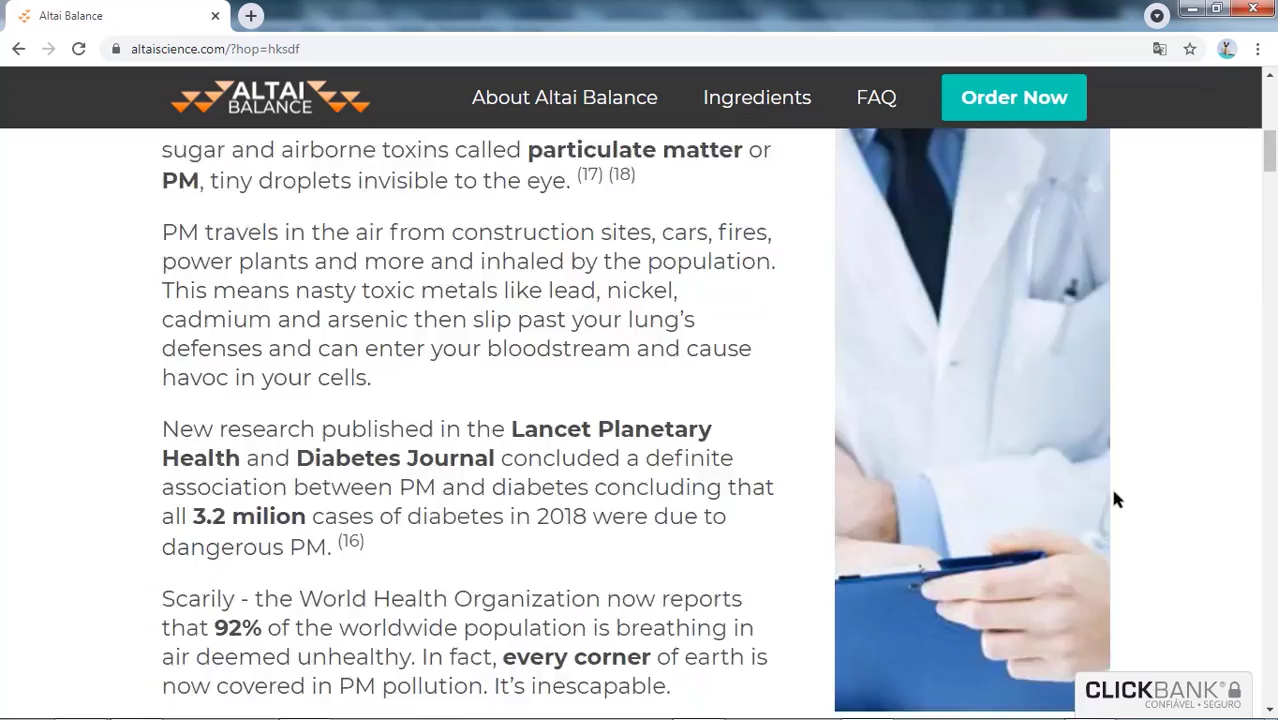 Altai Balance
altaiscience.com/?hop=hksdf
ALTAI
BALANCE
About Altai Balance
Ingredients
FAQ
Order Now
sugar and airborne toxins called particulate matter or
PM, tiny droplets invisible to the eye. (17) (18)
PM travels in the air from construction sites, cars, fires,
power plants and more and inhaled by the population.
This means nasty toxic metals like lead, nickel,
cadmium and arsenic then slip past your lung’s
defenses and can enter your bloodstream and cause
havoc in your cells.
New research published in the Lancet Planetary
Health and Diabetes Journal concluded a definite
association between PM and diabetes concluding that
all 3.2 milion cases of diabetes in 2018 were due to
dangerous PM. (16)
Scarily - the World Health Organization now reports
that 92% of the worldwide population is breathing in
air deemed unhealthy. In fact, every corner of earth is
now covered in PM pollution. It’s inescapable.
CLICKBANK®
CONFIÁVEL • SEGURO